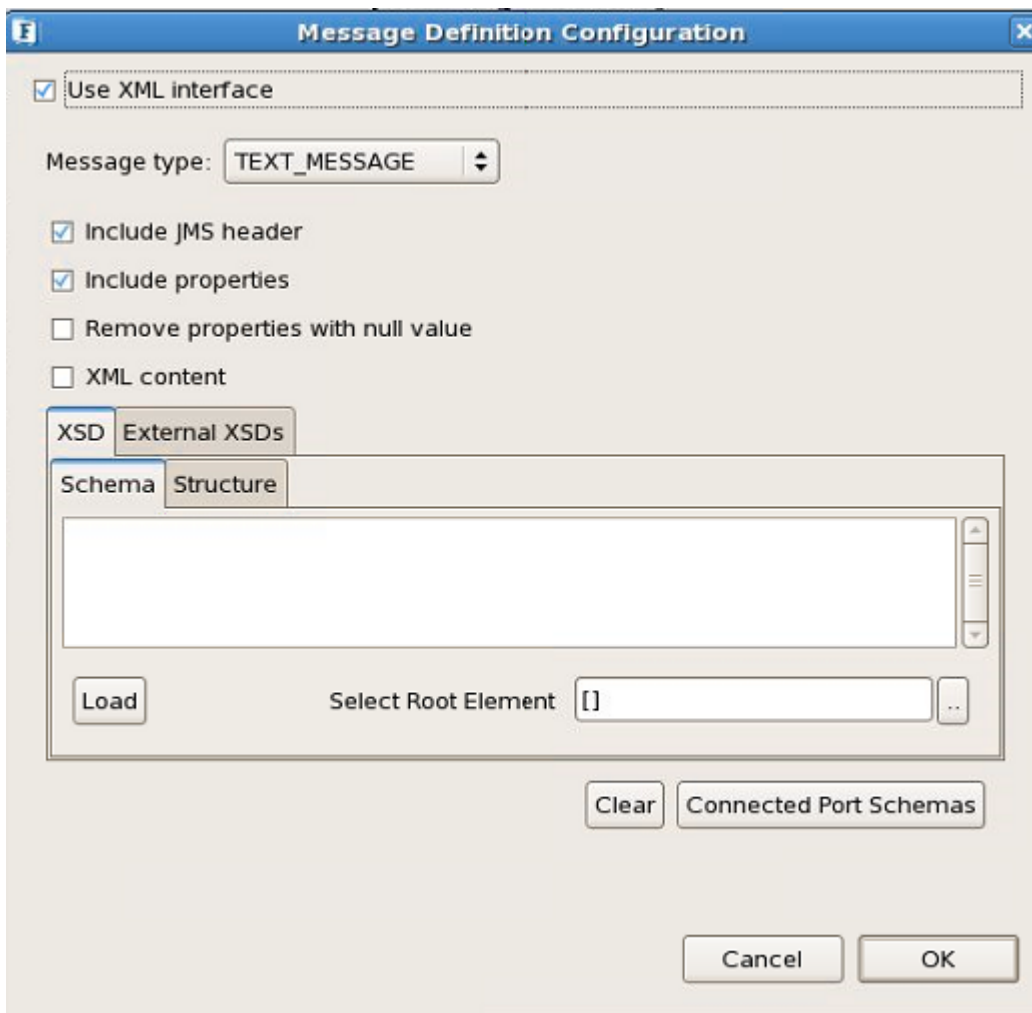 Message Definition Configuration
Use XML interface
Message type: TEXT_MESSAGE
Include JMS header
Include properties
Remove properties with null value
XML content
XSD External XSDs
Schema Structure
Load Select Root Element [] ..
Clear Connected Port Schemas
Cancel OK